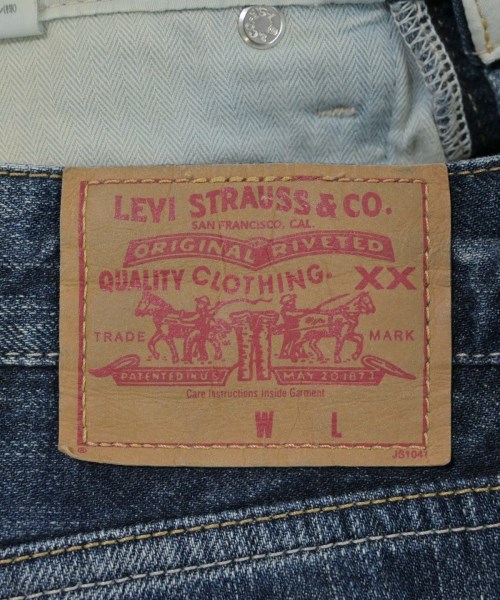 LEVI STRAUSS & CO.
SAN FRANCISCO, CAL.
ORIGINAL RIVETED
QUALITY CLOTHING. XX
TRADE MARK
PATENTED IN U.S. MAY 20 1873
Care Instructions Inside Garment
W L
JS1041